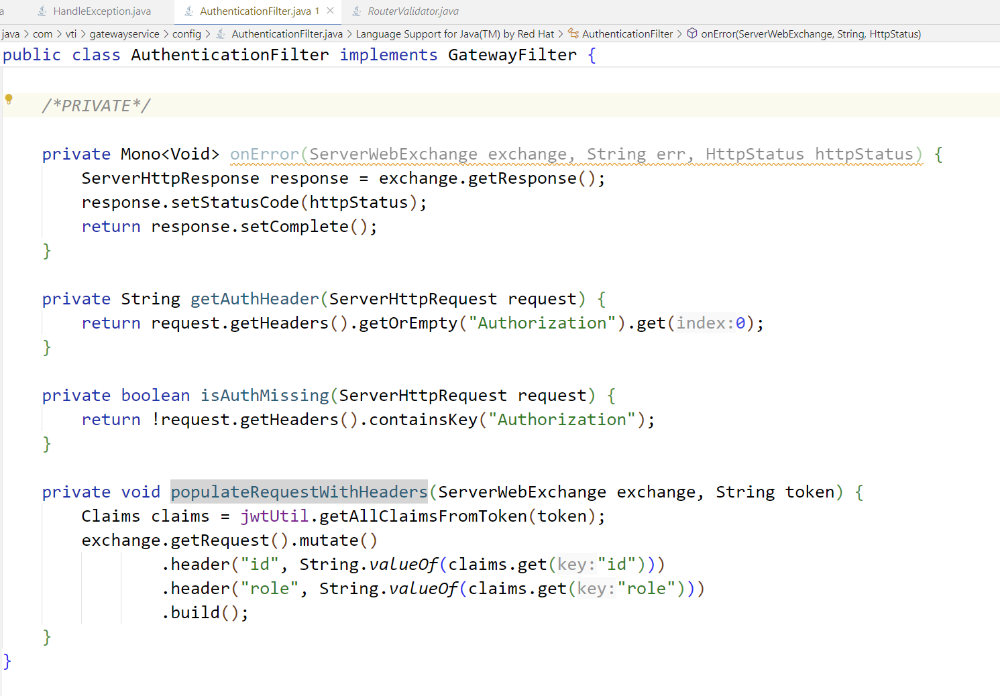 a HandleException.java AuthenticationFilter.java 1 × RouterValidator.java
java > com > vti > gatewayservice > config > AuthenticationFilter.java > Language Support for Java(TM) by Red Hat > AuthenticationFilter > onError(ServerWebExchange, String, HttpStatus)
public class AuthenticationFilter implements GatewayFilter {
/*PRIVATE*/
private Mono<Void> onError(ServerWebExchange exchange, String err, HttpStatus httpStatus) {
ServerHttpResponse response = exchange.getResponse();
response.setStatusCode(httpStatus);
return response.setComplete();
}
private String getAuthHeader(ServerHttpRequest request) {
return request.getHeaders().getOrEmpty("Authorization").get(index:0);
}
private boolean isAuthMissing(ServerHttpRequest request) {
return !request.getHeaders().containsKey("Authorization");
}
private void populateRequestWithHeaders(ServerWebExchange exchange, String token) {
Claims claims = jwtUtil.getAllClaimsFromToken(token);
exchange.getRequest().mutate()
.header("id", String.valueOf(claims.get(key:"id")))
.header("role", String.valueOf(claims.get(key:"role")))
.build();
}
}